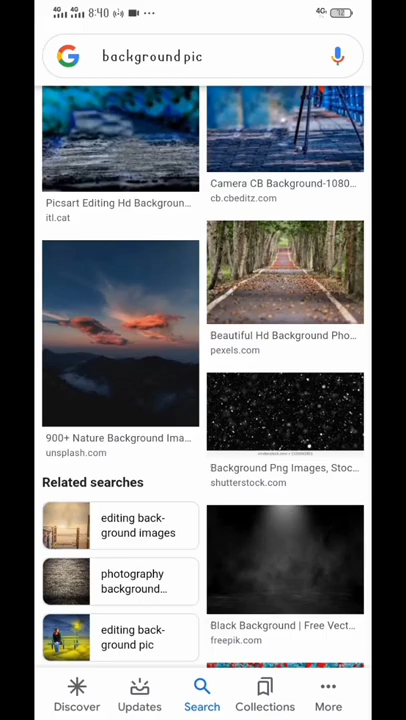 8:40
4G
12
background pic
Picsart Editing Hd Backgroun...
itl.cat
Camera CB Background-1080...
cb.cbeditz.com
Beautiful Hd Background Pho...
pexels.com
900+ Nature Background Ima...
unsplash.com
Background Png Images, Stoc...
shutterstock.com
Related searches
editing back-
ground images
photography
background...
editing back-
ground pic
Black Background | Free Vect...
freepik.com
Discover
Updates
Search
Collections
More